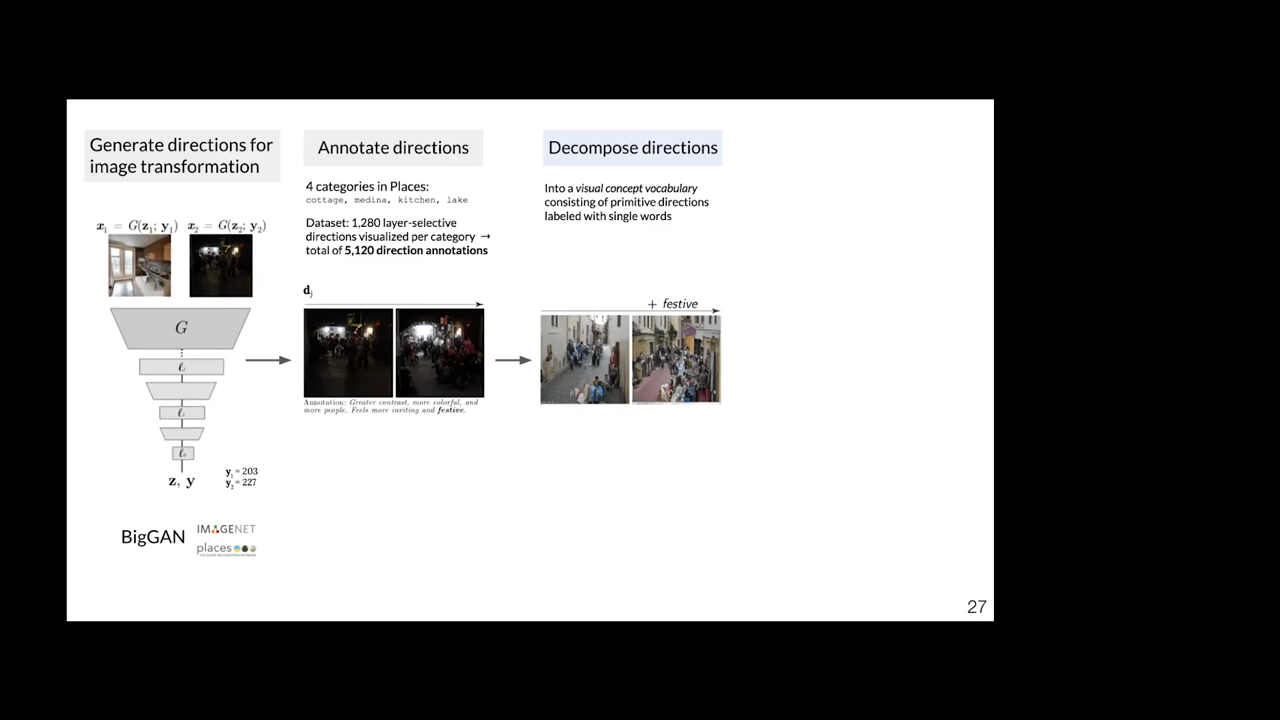 Generate directions for
image transformation
x₁ = G(z₁; y₁) x₂ = G(z₂; y₂)
G
z, y
y₁ = 203
y₂ = 227
BigGAN
IMAGENET
places
Annotate directions
4 categories in Places:
cottage, medina, kitchen, lake
Dataset: 1,280 layer-selective
directions visualized per category →
total of 5,120 direction annotations
dⱼ
Annotation: Greater contrast, more colorful, and
more people. Feels more inviting and festive.
Decompose directions
Into a visual concept vocabulary
consisting of primitive directions
labeled with single words
+ festive
27